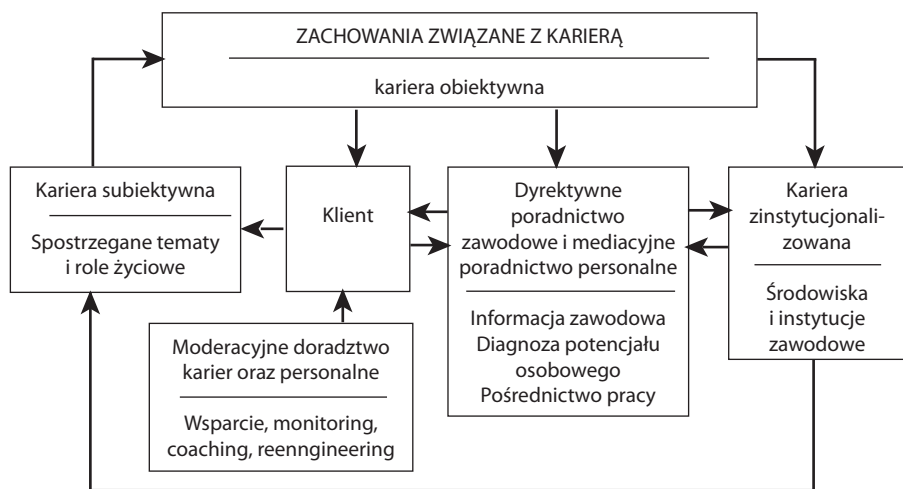 ZACHOWANIA ZWIĄZANE Z KARIERĄ
kariera obiektywna
Kariera subiektywna
Spostrzegane tematy
i role życiowe
Klient
Dyrektywne
poradnictwo
zawodowe i mediacyjne
poradnictwo personalne
Informacja zawodowa
Diagnoza potencjału
osobowego
Pośrednictwo pracy
Kariera
zinstytucjonali-
zowana
Środowiska
i instytucje
zawodowe
Moderacyjne doradztwo
karier oraz personalne
Wsparcie, monitoring,
coaching, reenngineering